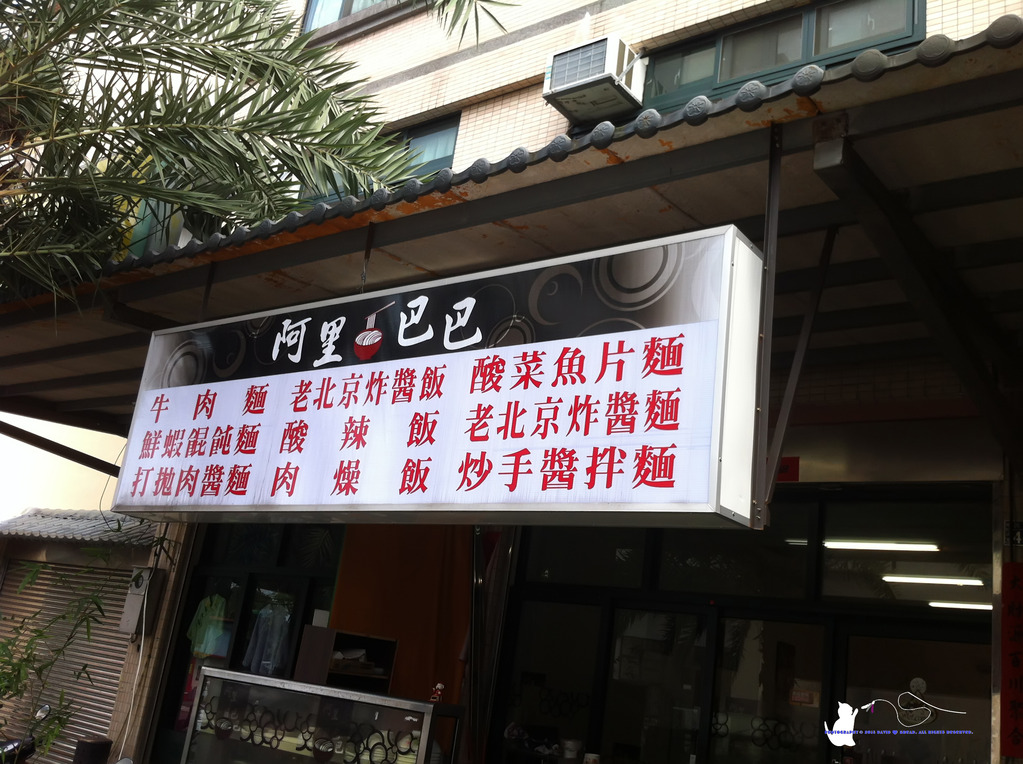 阿里巴巴
牛肉麵 老北京炸醬飯 酸菜魚片麵
鮮蝦餛飩麵 酸辣飯 老北京炸醬麵
打拋肉醬麵 肉燥飯 炒手醬拌麵